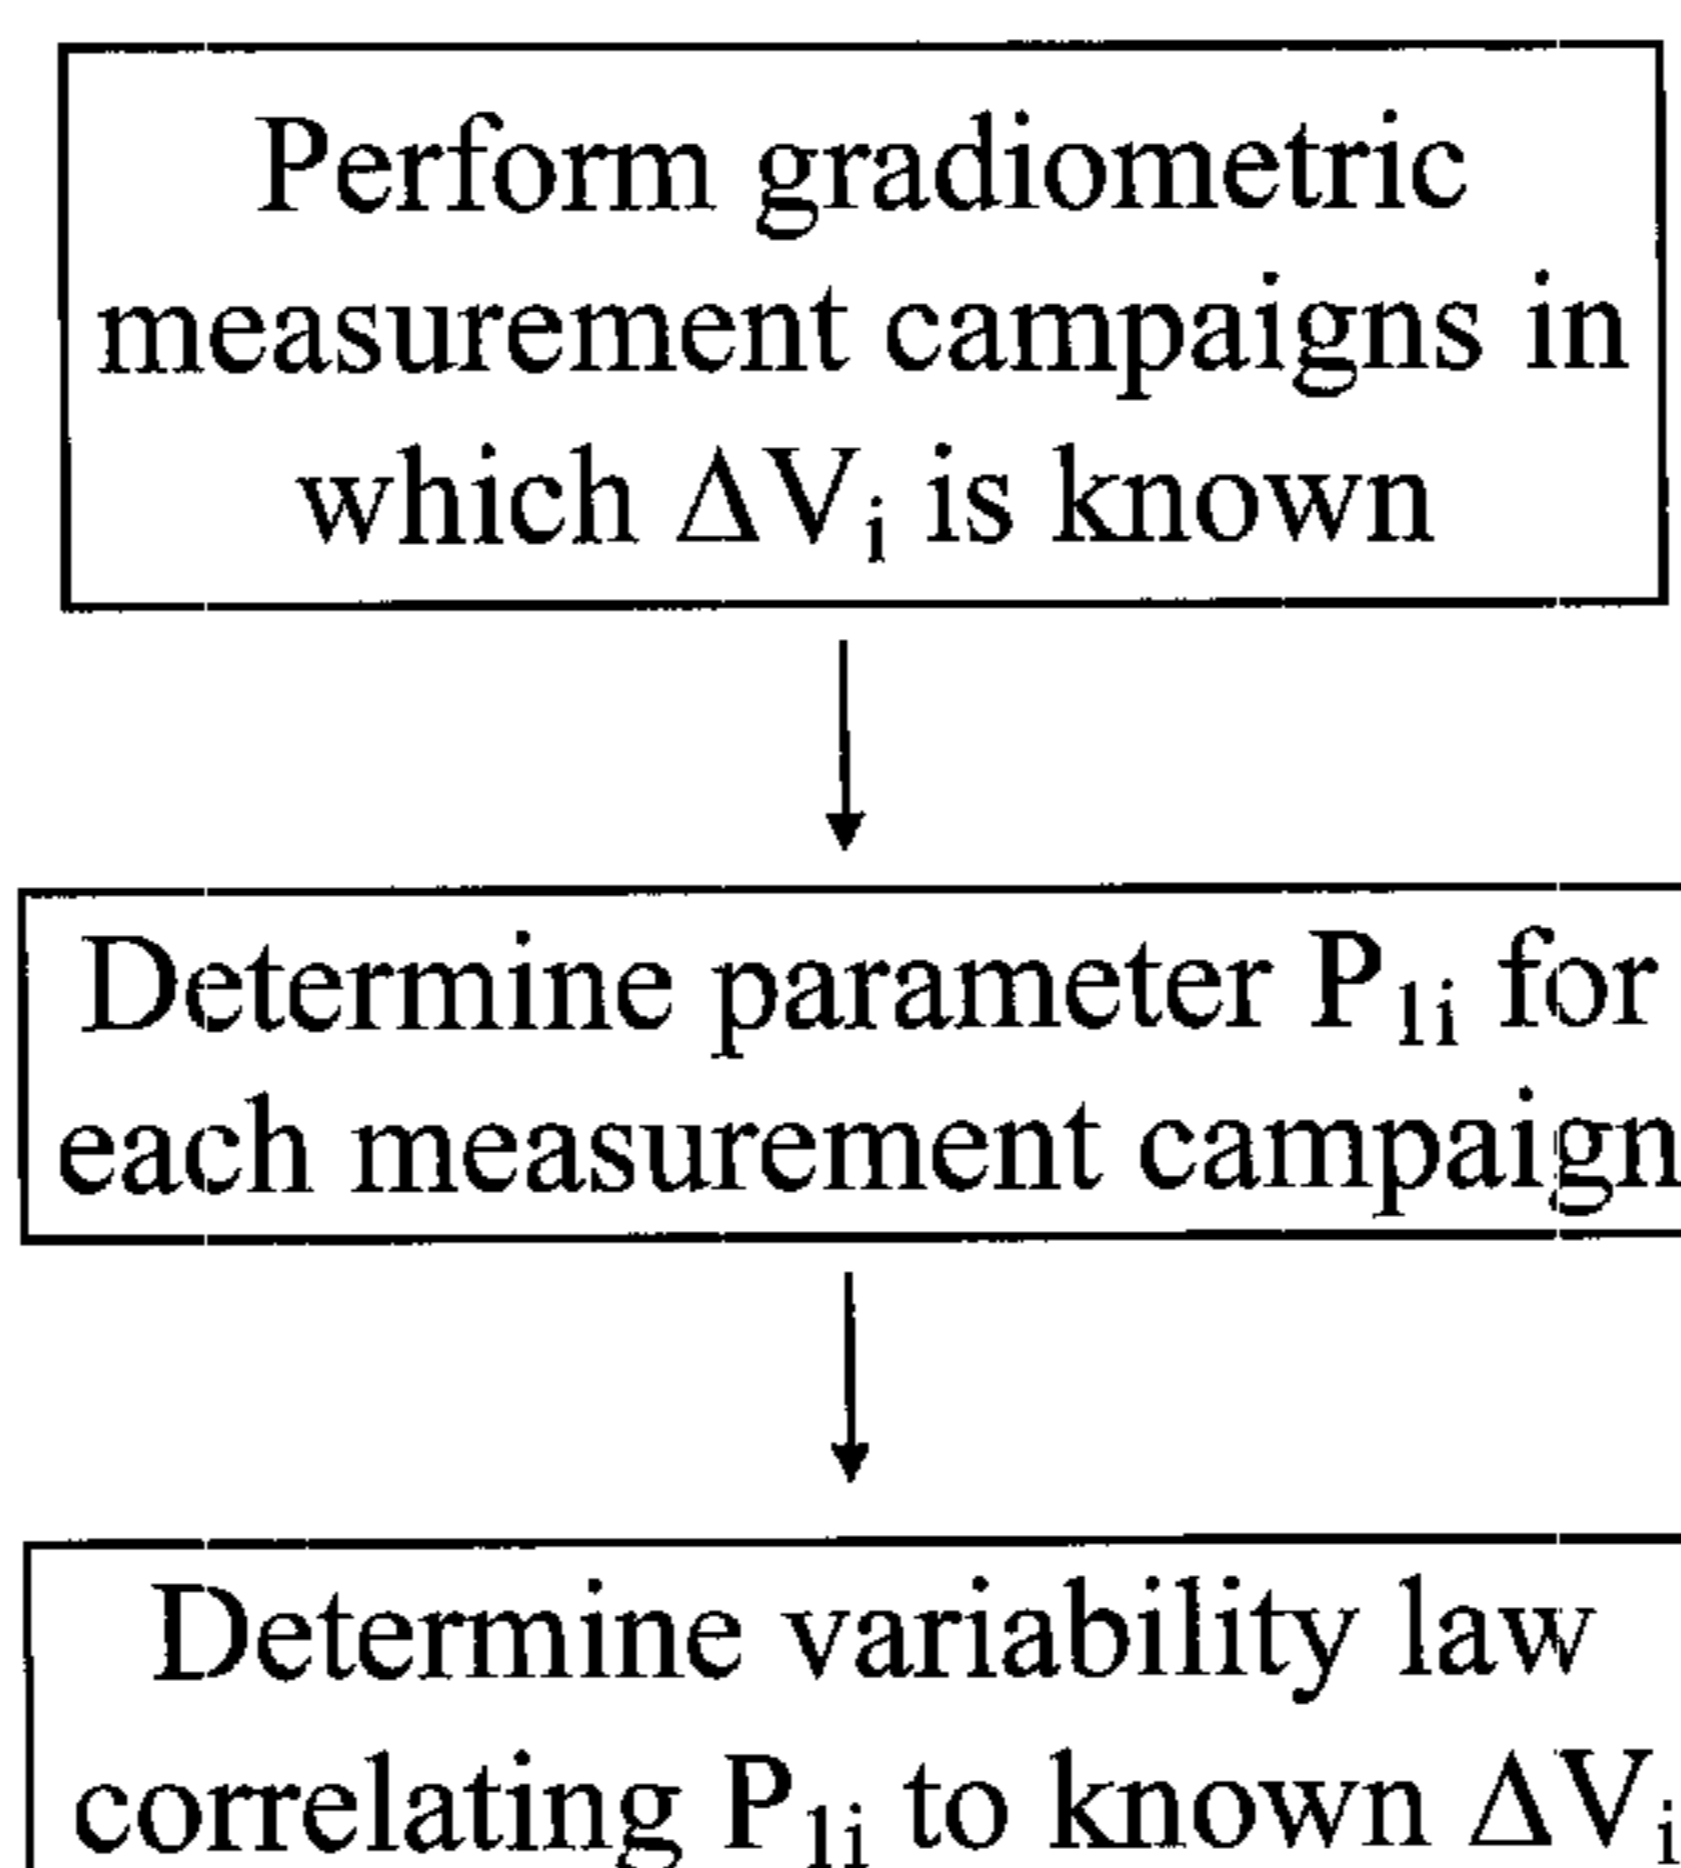 Perform gradiometric
measurement campaigns in
which ΔVᵢ is known
Determine parameter P₁ᵢ for
each measurement campaign
Determine variability law
correlating P₁ᵢ to known ΔVᵢ